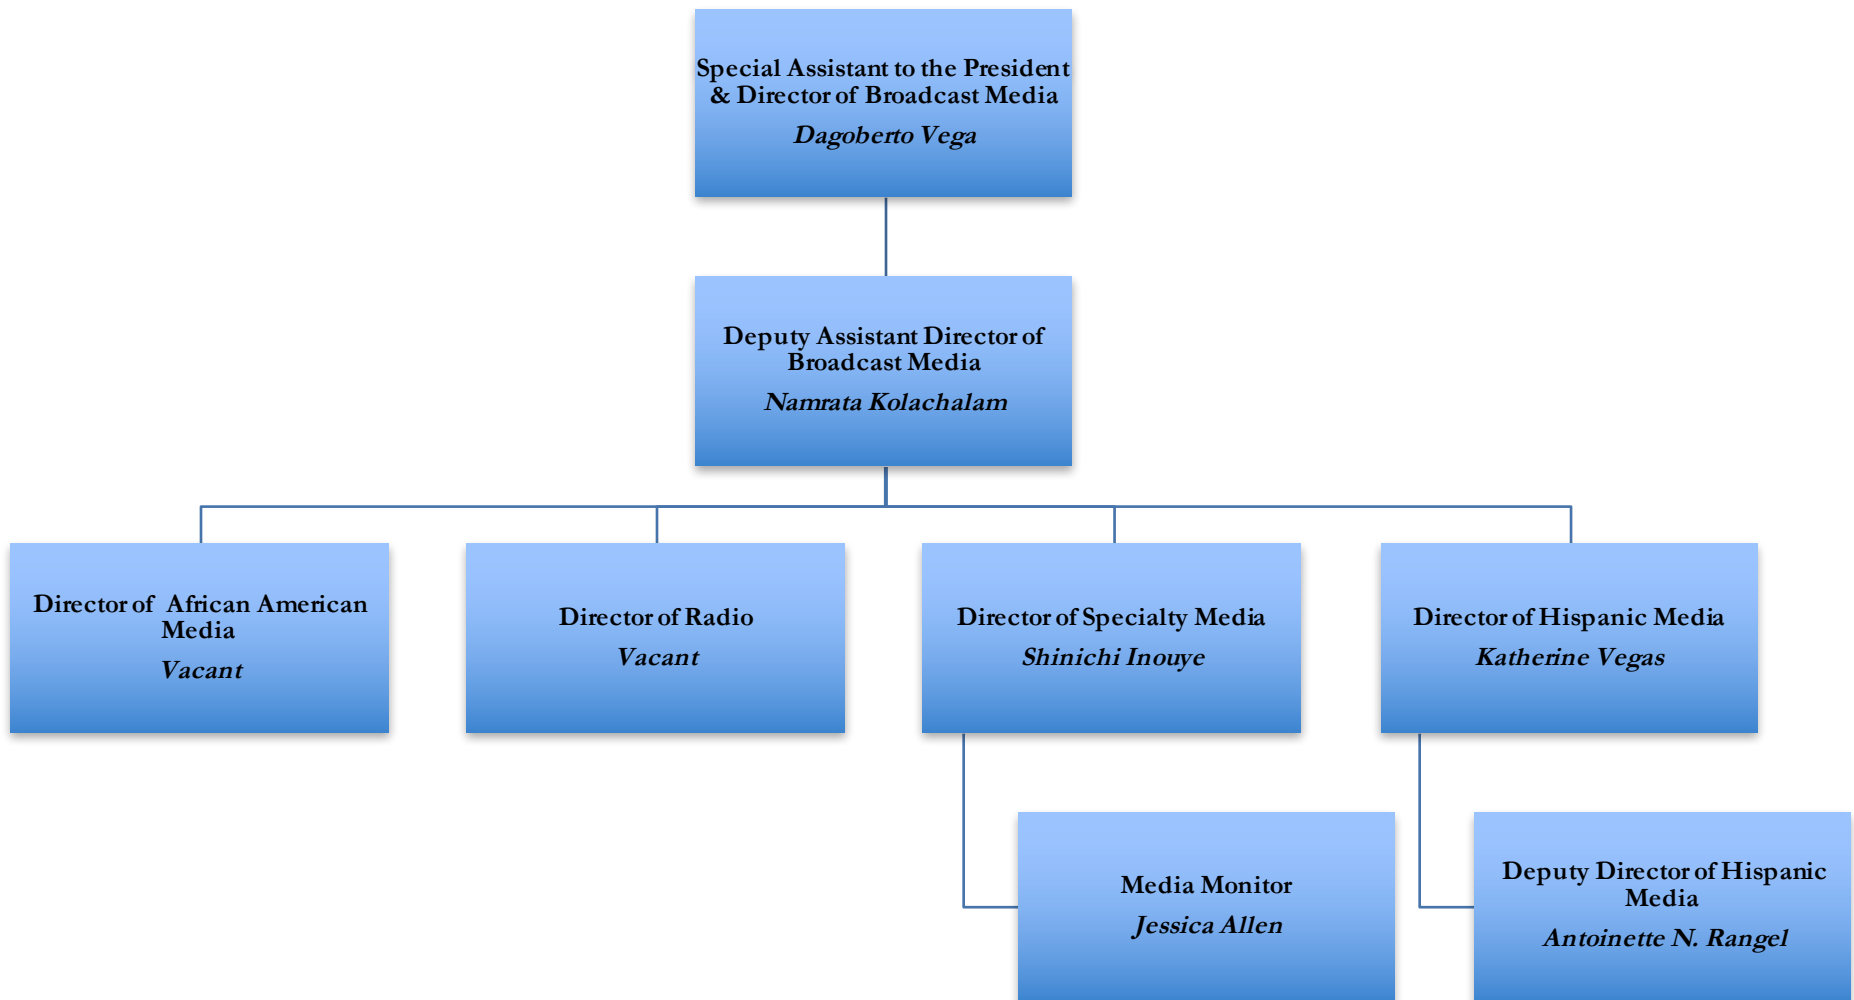 Special Assistant to the President
& Director of Broadcast Media
Dagoberto Vega
Deputy Assistant Director of
Broadcast Media
Namrata Kolachalam
Director of African American
Media
Vacant
Director of Radio
Vacant
Director of Specialty Media
Shinichi Inouye
Director of Hispanic Media
Katherine Vegas
Media Monitor
Jessica Allen
Deputy Director of Hispanic
Media
Antoinette N. Rangel